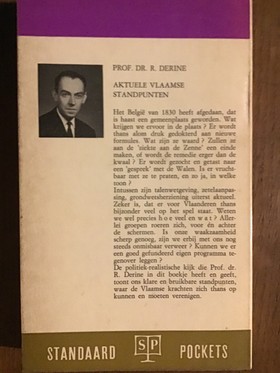 PROF. DR. R. DERINE
AKTUELE VLAAMSE
STANDPUNTEN
Het België van 1830 heeft afgedaan, dat
is haast een gemeenplaats geworden. Wat
krijgen we ervoor in de plaats ? Er wordt
thans alom druk gedokterd aan nieuwe
formules. Wat zijn ze waard ? Zullen ze
aan de 'ziekte aan de Zenne' een einde
maken, of wordt de remedie erger dan de
kwaal ? Er wordt gezocht en getast naar
een 'gesprek' met de Walen. Is er vrucht-
baar met ze te praten, en zo ja, in welke
toon ?
Intussen zijn talenwetgeving, zetelaanpas-
sing, grondwetsherziening uiterst aktueel.
Zeker is, dat er voor Vlaanderen thans
bijzonder veel op het spel staat. Weten
we wel precies hoe veel en wat ? Aller-
lei groepen roeren zich, vóór én achter
de schermen. Is onze waakzaamheid
scherp genoeg, zijn we erbij met ons nog
steeds onmisbaar verweer ? Kunnen we er
een goed gefundeerd eigen programma te-
genover leggen ?
De politiek-realistische kijk die Prof. dr.
R. Derine in dit boekje heeft en geeft,
toont ons klare en bruikbare standpunten,
waar de Vlaamse krachten zich thans op
kunnen en moeten verenigen.
STANDAARD SP POCKETS